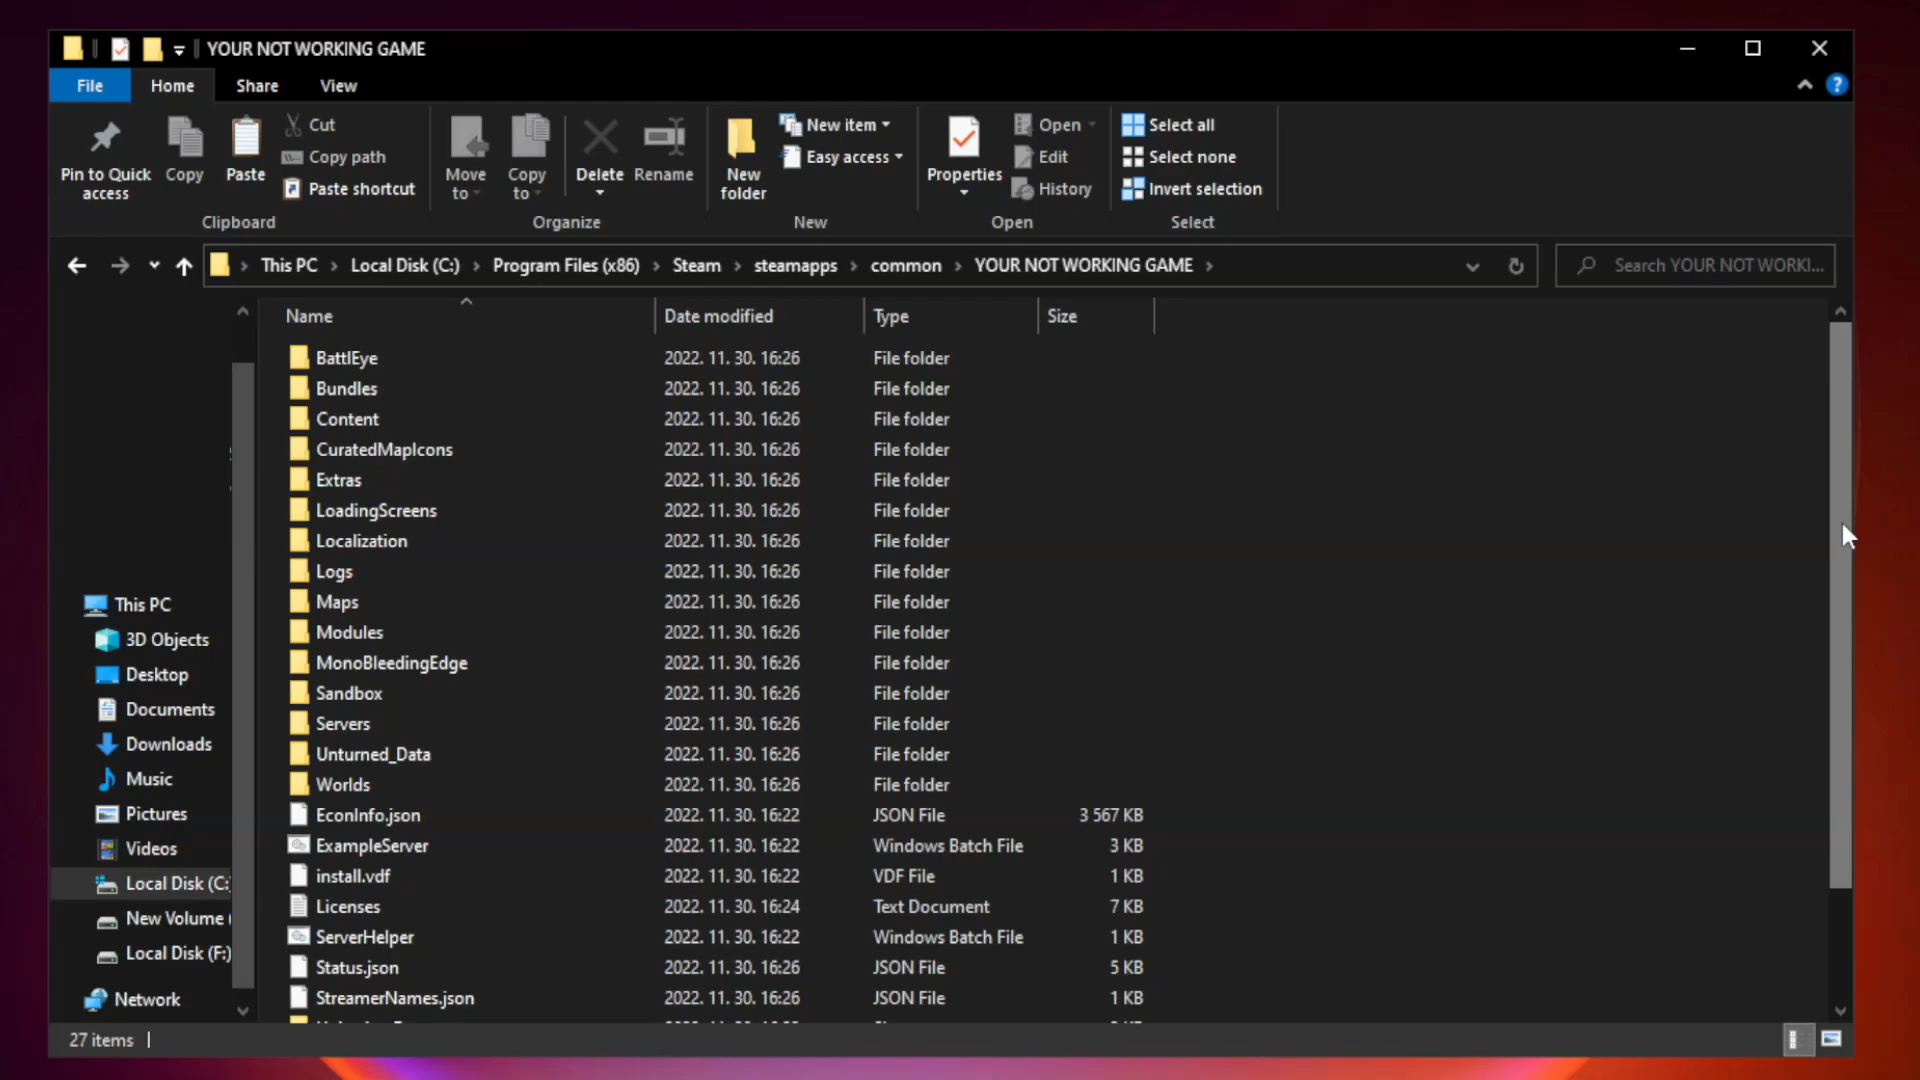 YOUR NOT WORKING GAME
File Home Share View
Pin to Quick access
Copy
Paste
Cut
Copy path
Paste shortcut
Clipboard
Move to
Copy to
Delete
Rename
Organize
New folder
New item
Easy access
New
Properties
Open
Edit
History
Open
Select all
Select none
Invert selection
Select
This PC Local Disk (C:) Program Files (x86) Steam steamapps common YOUR NOT WORKING GAME
Search YOUR NOT WORKI...
This PC
3D Objects
Desktop
Documents
Downloads
Music
Pictures
Videos
Local Disk (C:
New Volume (
Local Disk (F:)
Network
Name Date modified Type Size
BattlEye 2022. 11. 30. 16:26 File folder
Bundles 2022. 11. 30. 16:26 File folder
Content 2022. 11. 30. 16:26 File folder
CuratedMapIcons 2022. 11. 30. 16:26 File folder
Extras 2022. 11. 30. 16:26 File folder
LoadingScreens 2022. 11. 30. 16:26 File folder
Localization 2022. 11. 30. 16:26 File folder
Logs 2022. 11. 30. 16:26 File folder
Maps 2022. 11. 30. 16:26 File folder
Modules 2022. 11. 30. 16:26 File folder
MonoBleedingEdge 2022. 11. 30. 16:26 File folder
Sandbox 2022. 11. 30. 16:26 File folder
Servers 2022. 11. 30. 16:26 File folder
Unturned_Data 2022. 11. 30. 16:26 File folder
Worlds 2022. 11. 30. 16:26 File folder
EconInfo.json 2022. 11. 30. 16:22 JSON File 3 567 KB
ExampleServer 2022. 11. 30. 16:22 Windows Batch File 3 KB
install.vdf 2022. 11. 30. 16:22 VDF File 1 KB
Licenses 2022. 11. 30. 16:24 Text Document 7 KB
ServerHelper 2022. 11. 30. 16:22 Windows Batch File 1 KB
Status.json 2022. 11. 30. 16:26 JSON File 5 KB
StreamerNames.json 2022. 11. 30. 16:26 JSON File 1 KB
27 items